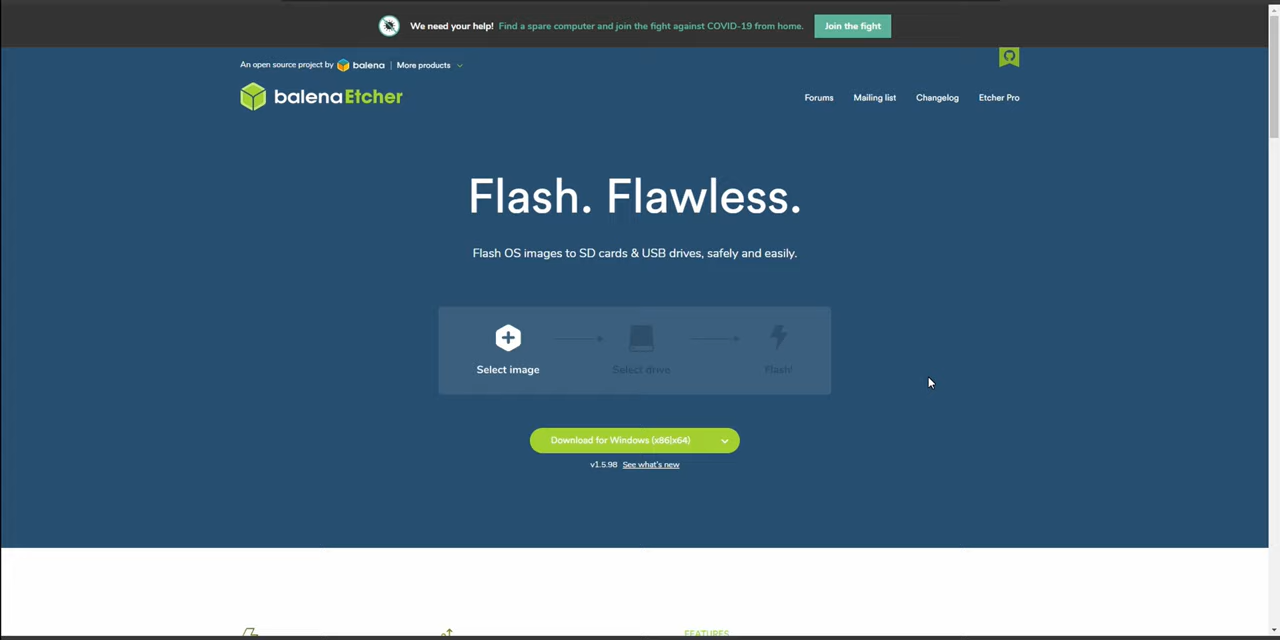 We need your help! Find a spare computer and join the fight against COVID-19 from home. Join the fight
An open source project by balena | More products
balenaEtcher
Forums Mailing list Changelog Etcher Pro
Flash. Flawless.
Flash OS images to SD cards & USB drives, safely and easily.
Select image Select drive Flash!
Download for Windows (x86|x64)
v1.5.98 See what's new
FEATURES